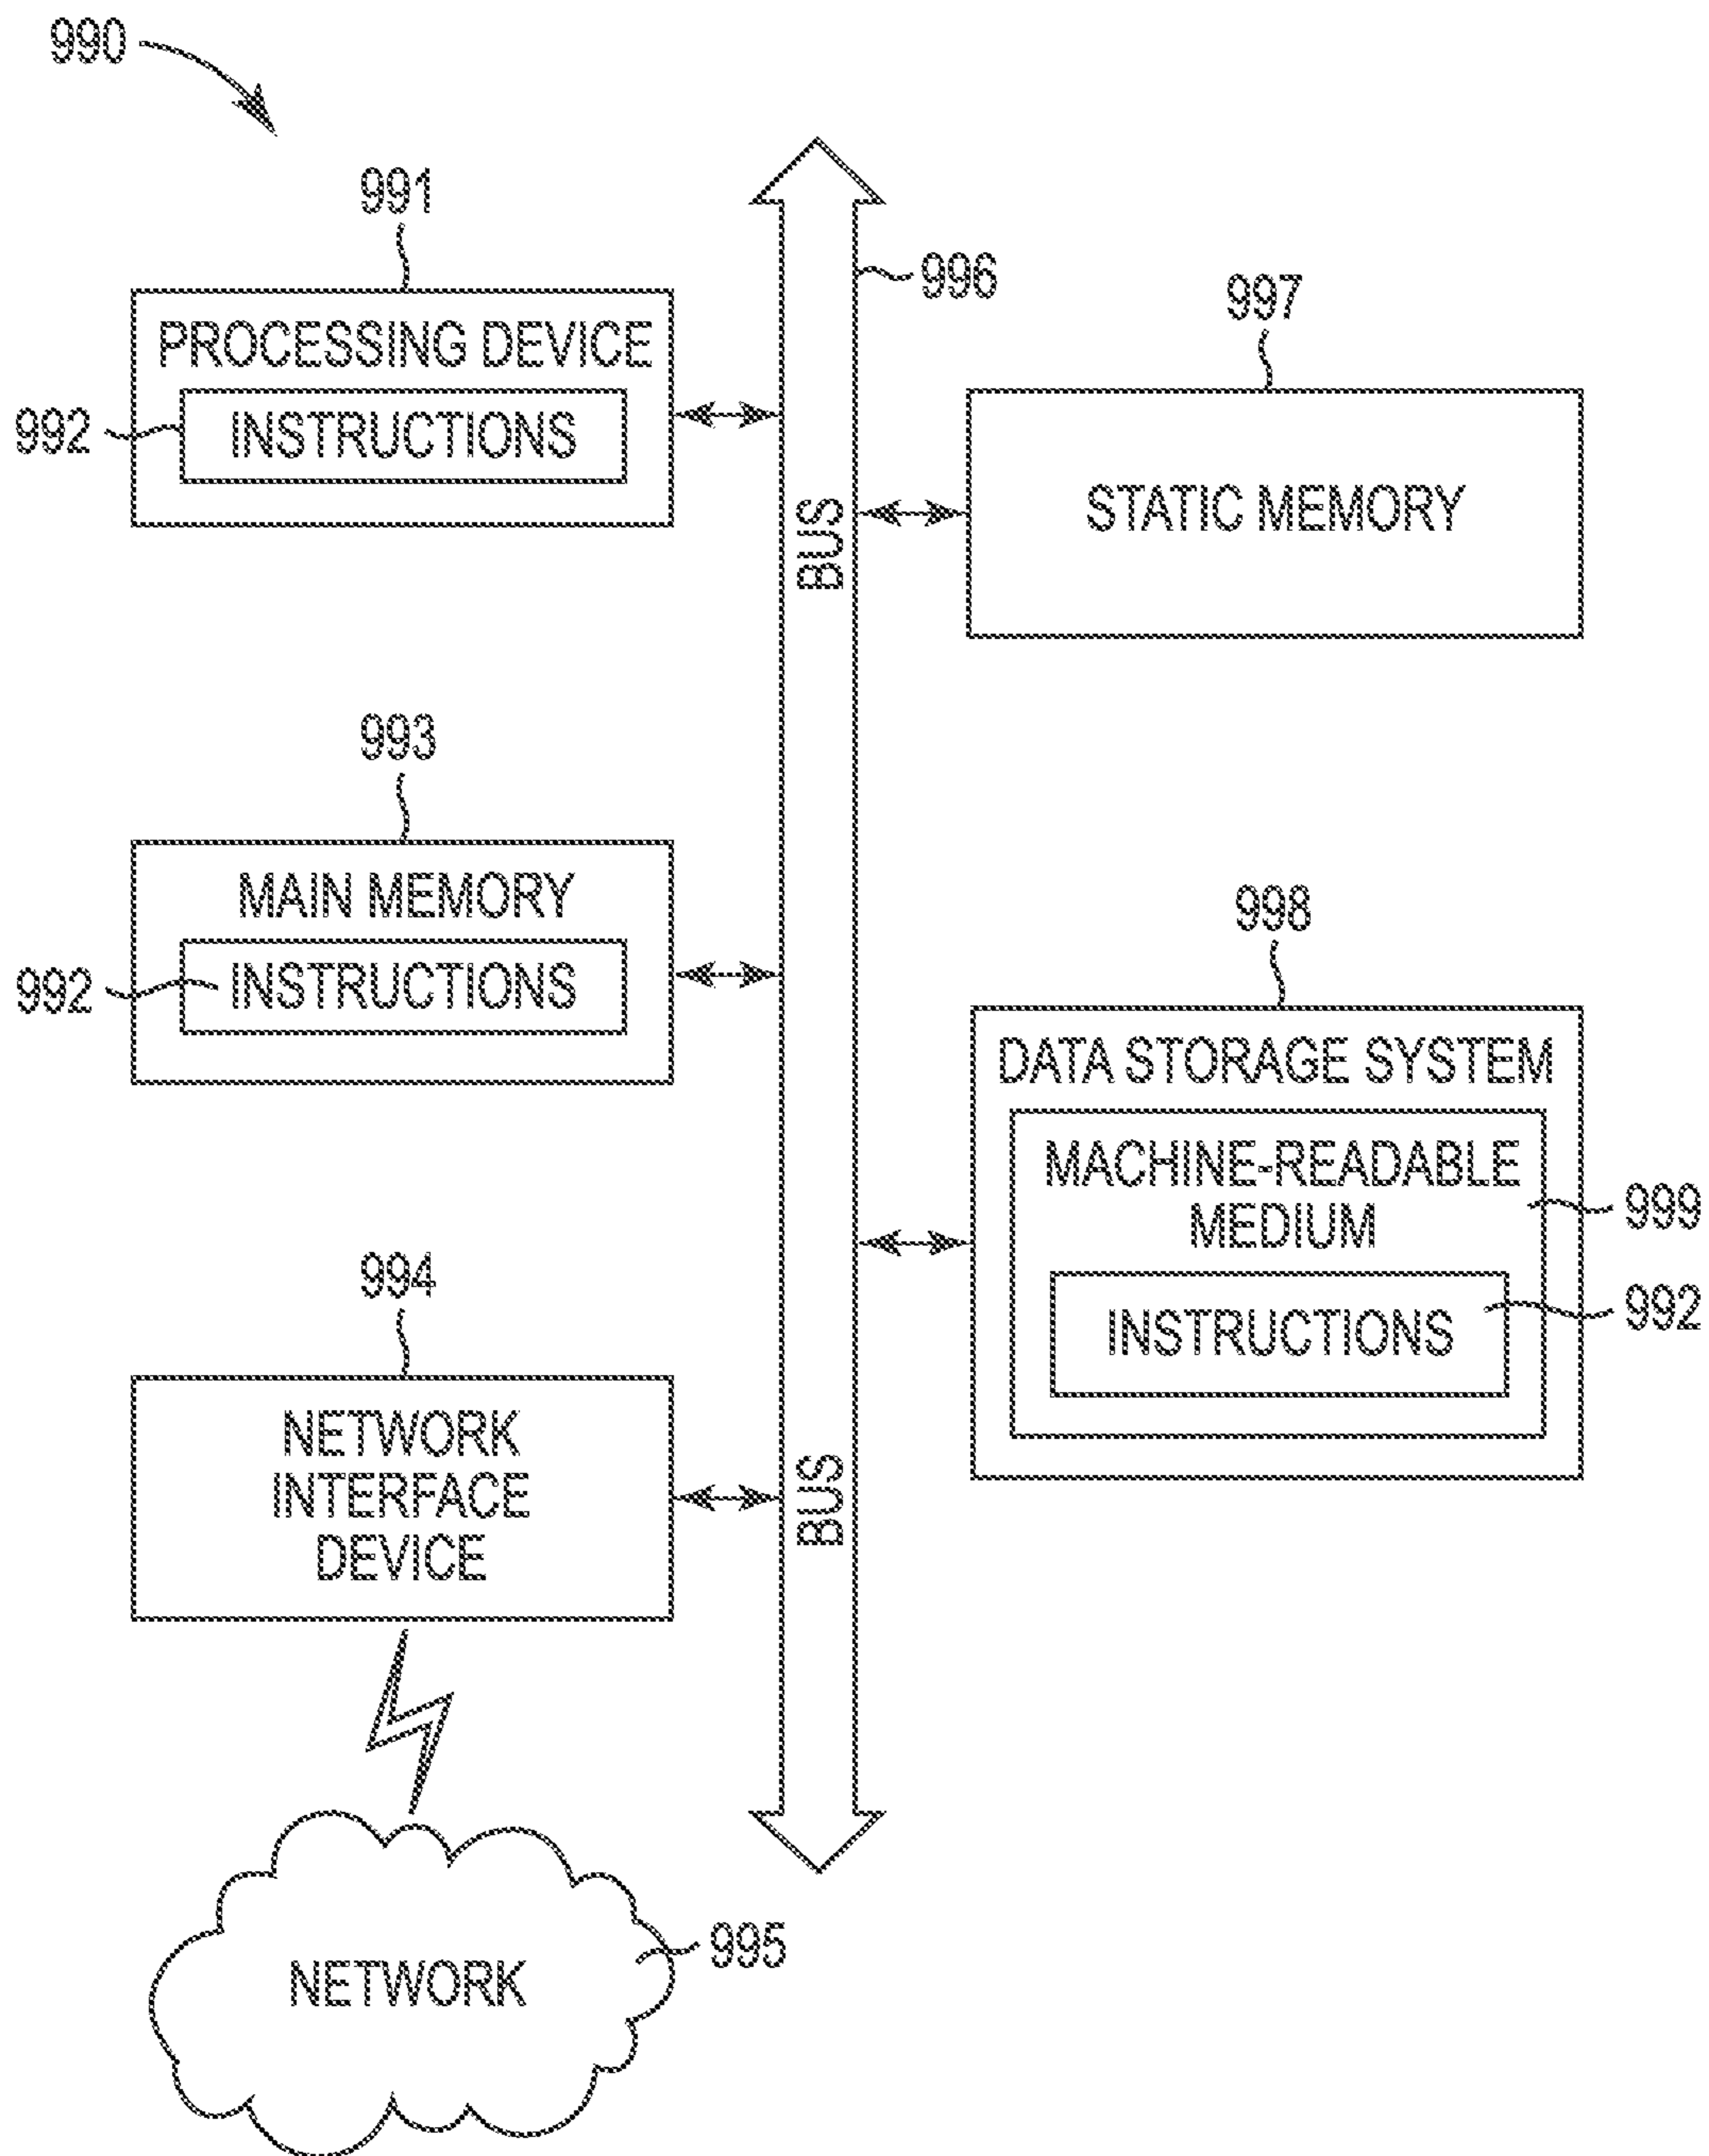 990
991
PROCESSING DEVICE
992
INSTRUCTIONS
996
BUS
997
STATIC MEMORY
993
MAIN MEMORY
992
INSTRUCTIONS
998
DATA STORAGE SYSTEM
MACHINE-READABLE
MEDIUM
999
INSTRUCTIONS
992
994
NETWORK
INTERFACE
DEVICE
BUS
NETWORK
995